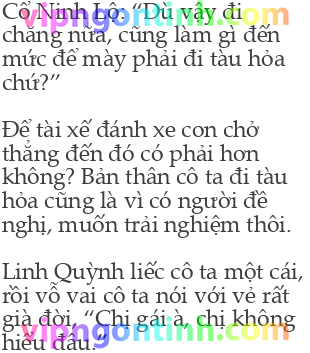 Cổ Ninh Lộ: “Dù vậy đi
chăng nữa, cũng làm gì đến
mức để mày phải đi tàu hỏa
chứ?”
Để tài xế đánh xe con chở
thẳng đến đó có phải hơn
không? Bản thân cô ta đi tàu
hỏa cũng là vì có người đề
nghị, muốn trải nghiệm thôi.
Linh Quỳnh liếc cô ta một cái,
rồi vỗ vai cô ta nói với vẻ rất
già đời, “Chị gái à, chị không
hiểu đâu.”
vipngontinh.com
vipngontinh.com